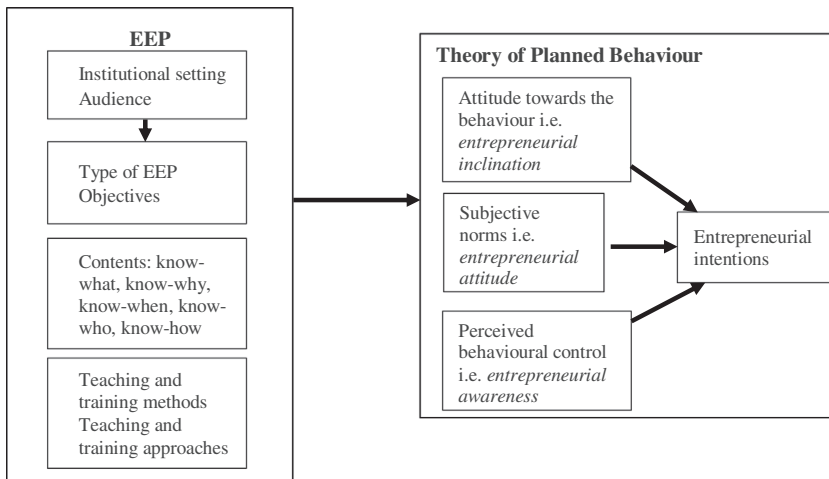 EEP
Institutional setting
Audience
Type of EEP
Objectives
Contents: know-
what, know-why,
know-when, know-
who, know-how
Teaching and
training methods
Teaching and
training approaches
Theory of Planned Behaviour
Attitude towards the
behaviour i.e.
entrepreneurial
inclination
Subjective
norms i.e.
entrepreneurial
attitude
Perceived
behavioural control
i.e. entrepreneurial
awareness
Entrepreneurial
intentions